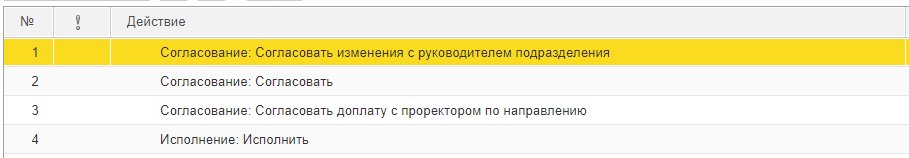 № Действие
1 Согласование: Согласовать изменения с руководителем подразделения
2 Согласование: Согласовать
3 Согласование: Согласовать доплату с проректором по направлению
4 Исполнение: Исполнить